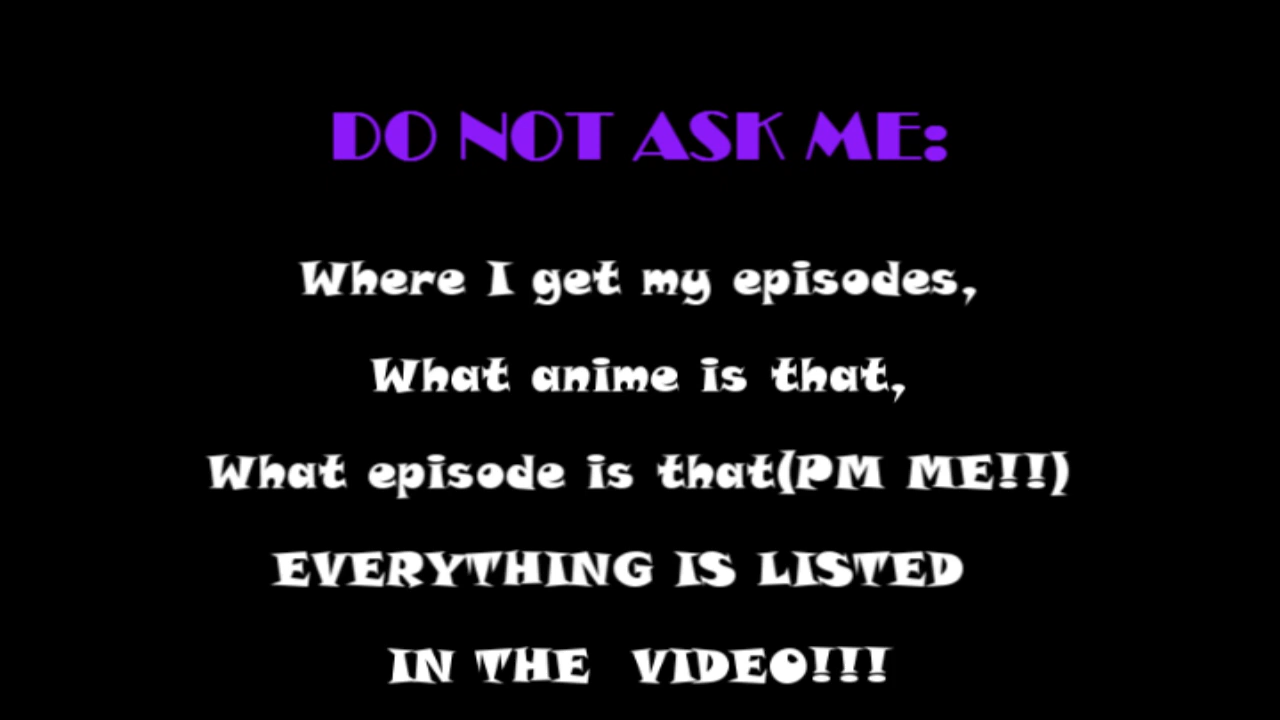 DO NOT ASK ME:
Where I get my episodes,
What anime is that,
What episode is that(PM ME!!)
EVERYTHING IS LISTED
IN THE VIDEO!!!